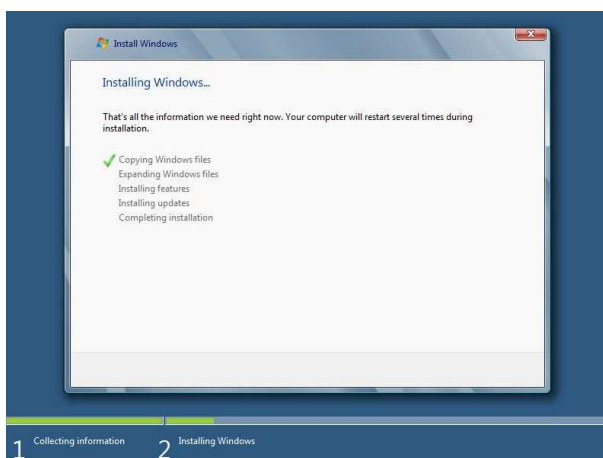 Install Windows
Installing Windows...
That's all the information we need right now. Your computer will restart several times during
installation.
Copying Windows files
Expanding Windows files
Installing features
Installing updates
Completing installation
1 Collecting information 2 Installing Windows